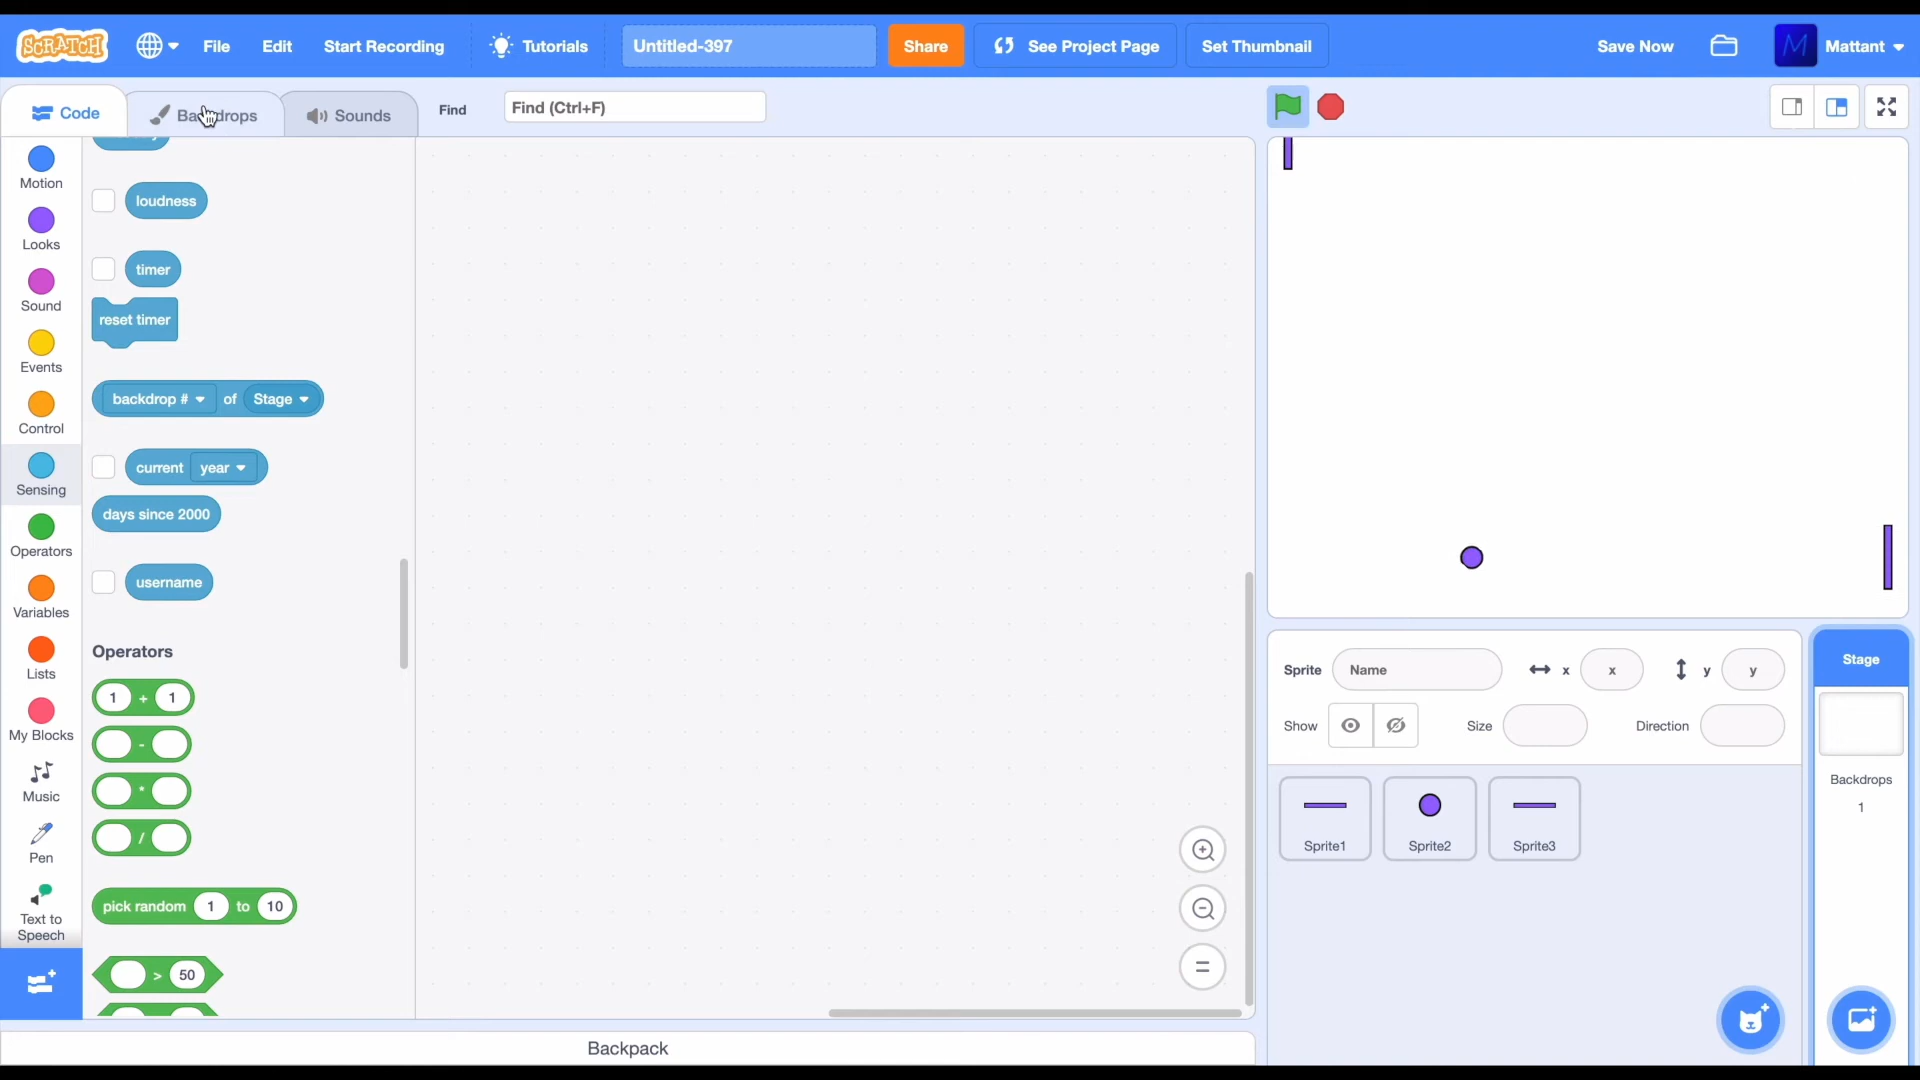 SCRATCH File Edit Start Recording Tutorials Untitled-397 Share See Project Page Set Thumbnail Save Now Mattant
Code Backdrops Sounds Find Find (Ctrl+F)
Motion
Looks
Sound
Events
Control
Sensing
Operators
Variables
Lists
My Blocks
Music
Pen
Text to
Speech
loudness
timer
reset timer
backdrop # of Stage
current year
days since 2000
username
Operators
1 + 1
-
*
/
pick random 1 to 10
> 50
Backpack
Sprite Name x x y y
Show Size Direction
Sprite1 Sprite2 Sprite3
Stage
Backdrops
1